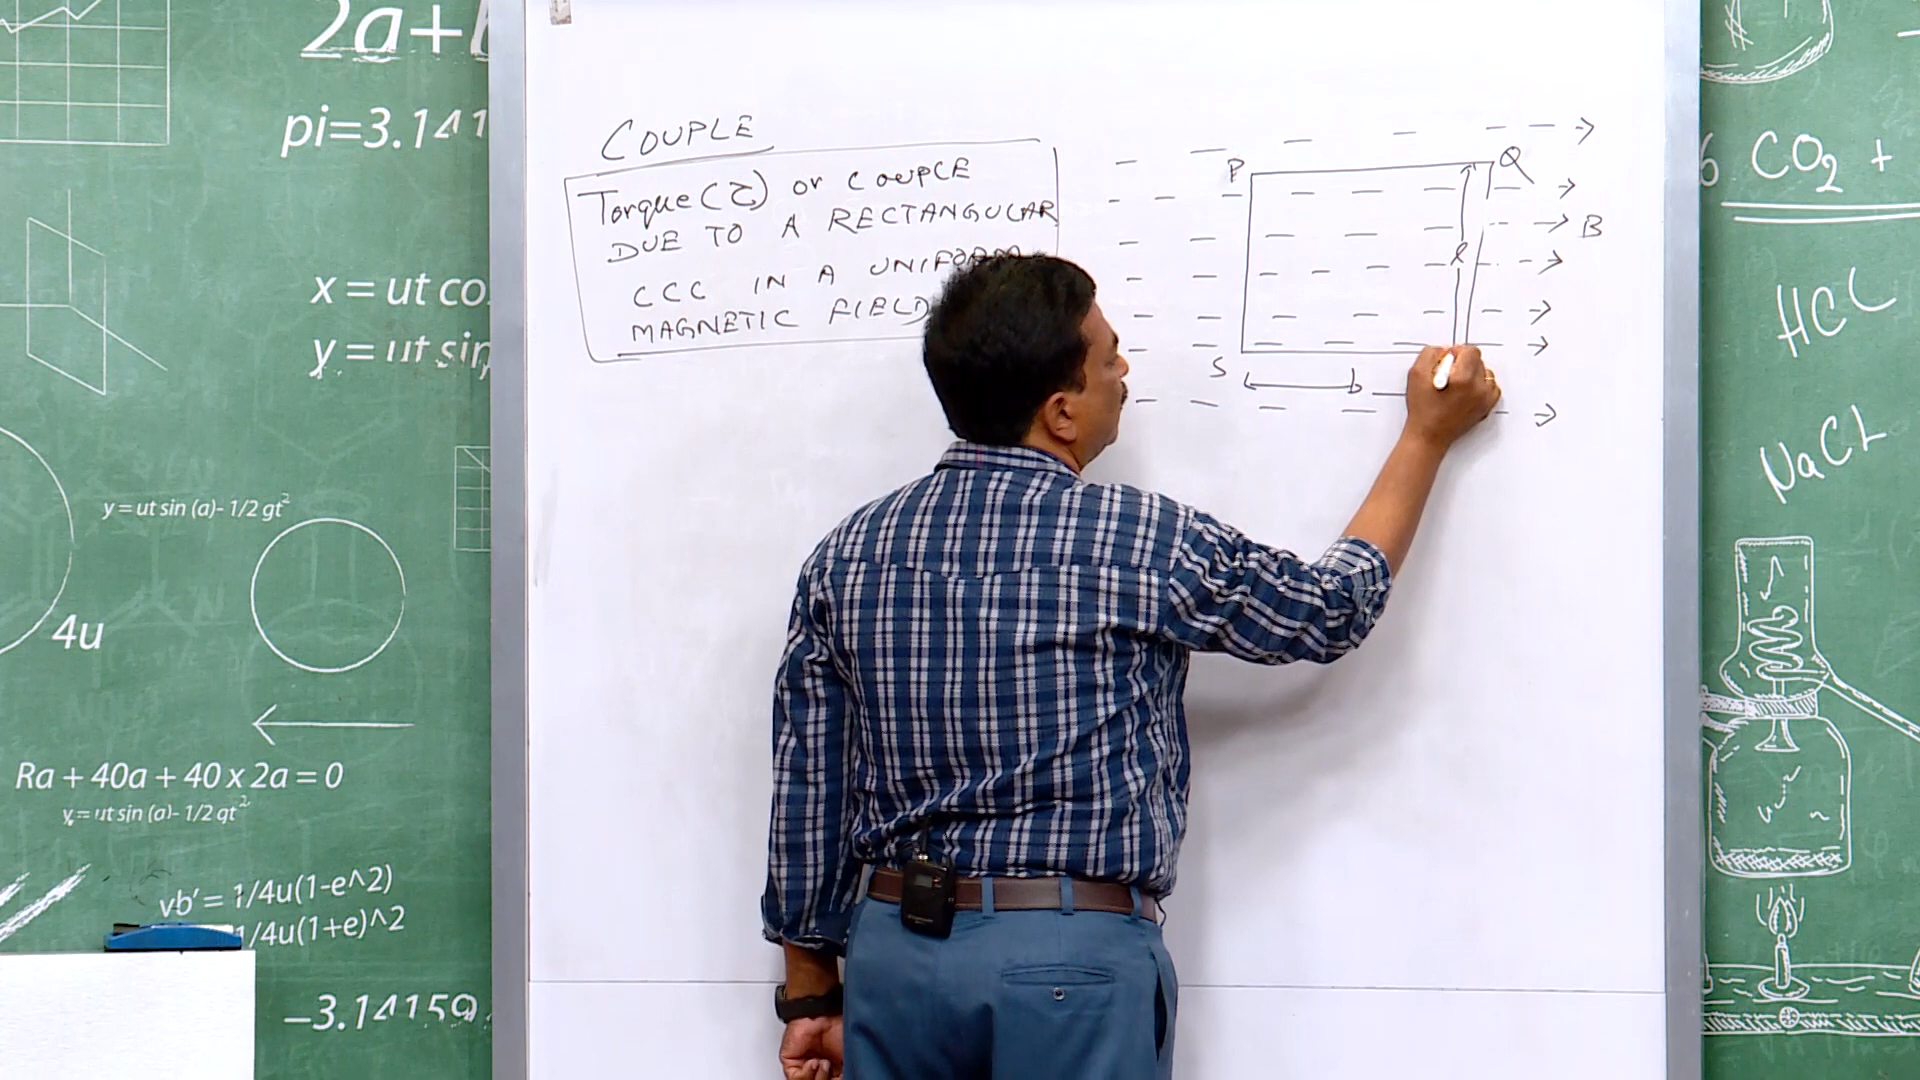 2a+
pi=3.141
x = ut co
y = ut sin
y = ut sin (a)- 1/2 gt²
4u
Ra + 40a + 40 x 2a = 0
y = ut sin (a)- 1/2 gt²
vb' = 1/4u(1-e^2)
1/4u(1+e)^2
-3.14159
COUPLE
Torque (τ) or COUPLE
DUE TO A RECTANGULAR
CCC IN A UNIFORM
MAGNETIC FIELD
P
Q
B
l
S
b
6 CO2 +
HCL
NaCL